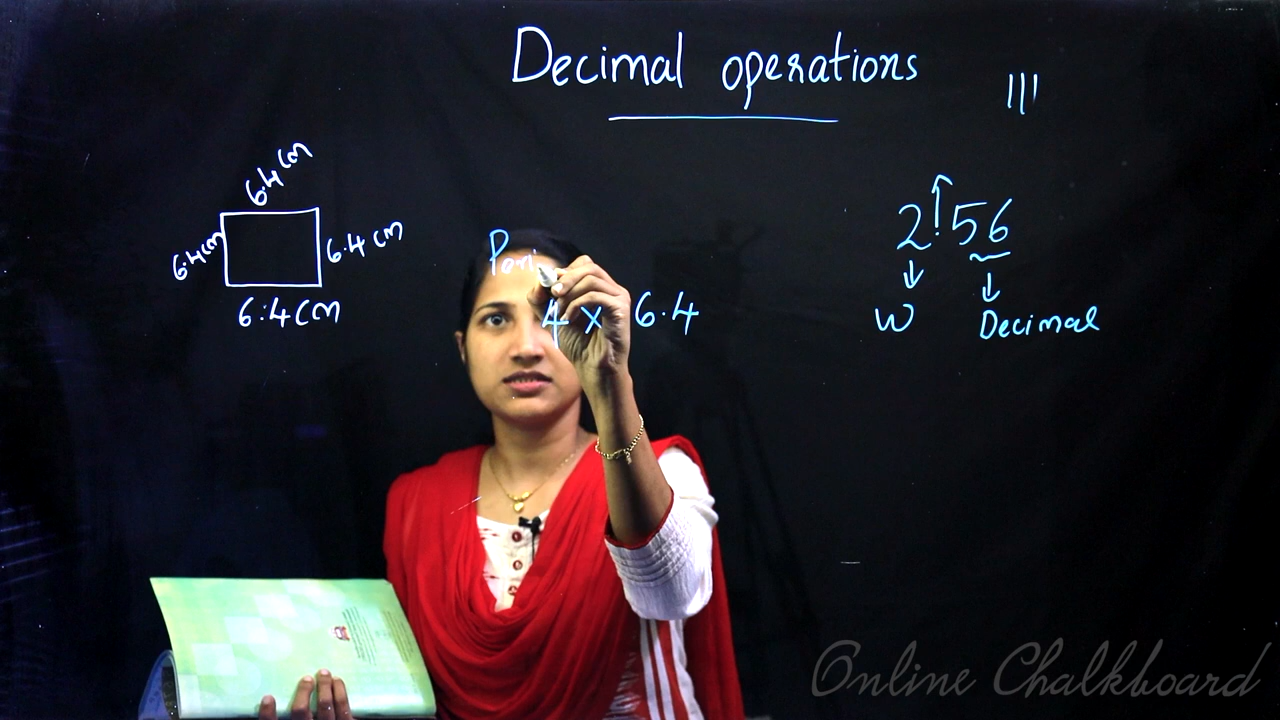 Decimal operations
6.4 cm
6.4 cm
6.4 cm
6.4 cm
Peri
4 × 6.4
2.56
W
Decimal
Online Chalkboard